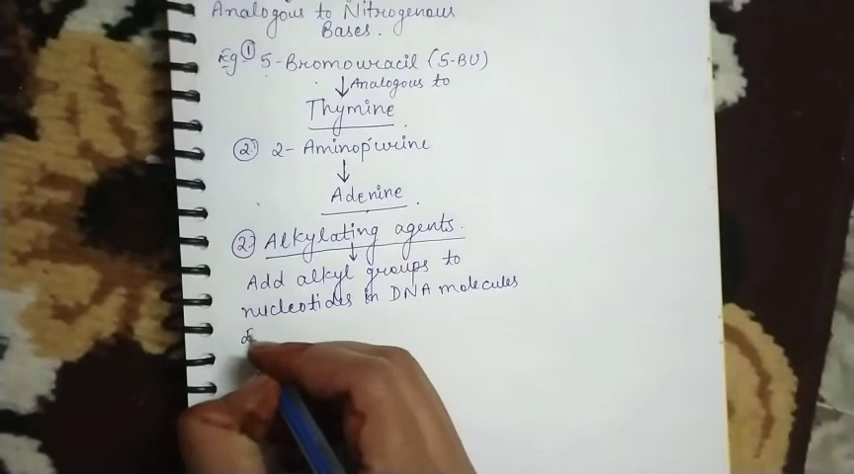 Analogous to Nitrogenous
Bases.
Eg ① 5-Bromouracil (5-BU)
↓ Analogous to
Thymine.
② 2- Aminopurine
↓
Adenine.
② Alkylating agents.
↓
Add alkyl groups to
nucleotides in DNA molecules